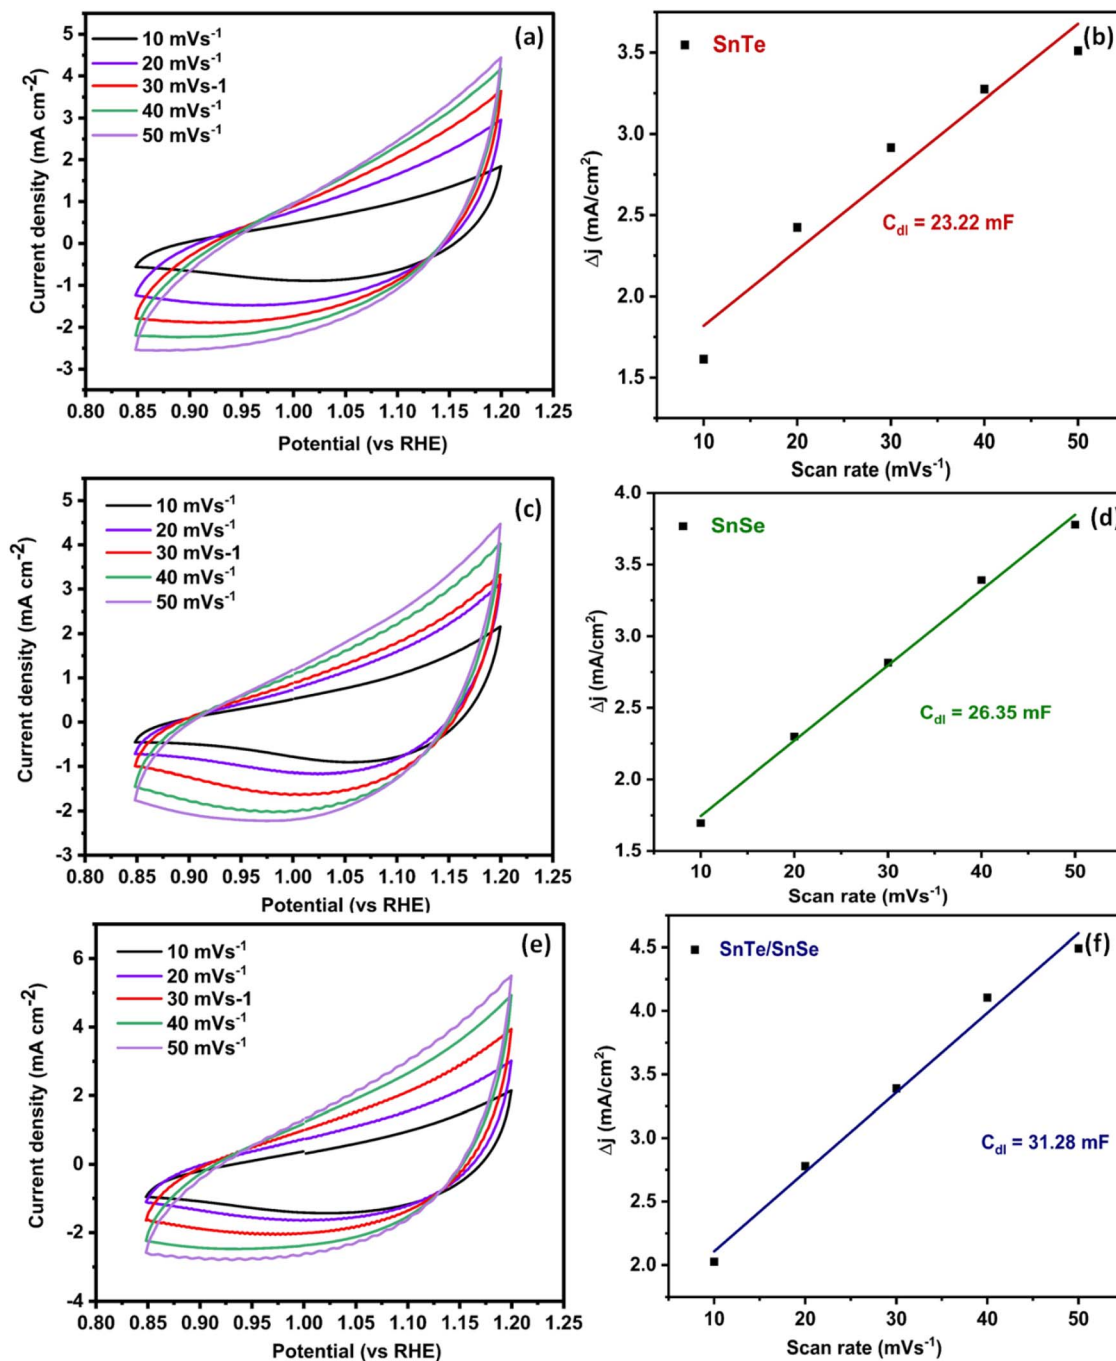 (a)
10 mVs⁻¹
20 mVs⁻¹
30 mVs-1
40 mVs⁻¹
50 mVs⁻¹
Current density (mA cm⁻²)
5
4
3
2
1
0
-1
-2
-3
0.80 0.85 0.90 0.95 1.00 1.05 1.10 1.15 1.20 1.25
Potential (vs RHE)
(b)
SnTe
C_dl = 23.22 mF
Δj (mA/cm²)
3.5
3.0
2.5
2.0
1.5
10 20 30 40 50
Scan rate (mVs⁻¹)
(c)
10 mVs⁻¹
20 mVs⁻¹
30 mVs-1
40 mVs⁻¹
50 mVs⁻¹
Current density (mA cm⁻²)
5
4
3
2
1
0
-1
-2
-3
0.80 0.85 0.90 0.95 1.00 1.05 1.10 1.15 1.20 1.25
Potential (vs RHE)
(d)
SnSe
C_dl = 26.35 mF
Δj (mA/cm²)
4.0
3.5
3.0
2.5
2.0
1.5
10 20 30 40 50
Scan rate (mVs⁻¹)
(e)
10 mVs⁻¹
20 mVs⁻¹
30 mVs-1
40 mVs⁻¹
50 mVs⁻¹
Current density (mA cm⁻²)
6
4
2
0
-2
-4
0.80 0.85 0.90 0.95 1.00 1.05 1.10 1.15 1.20 1.25
Potential (vs RHE)
(f)
SnTe/SnSe
C_dl = 31.28 mF
Δj (mA/cm²)
4.5
4.0
3.5
3.0
2.5
2.0
10 20 30 40 50
Scan rate (mVs⁻¹)